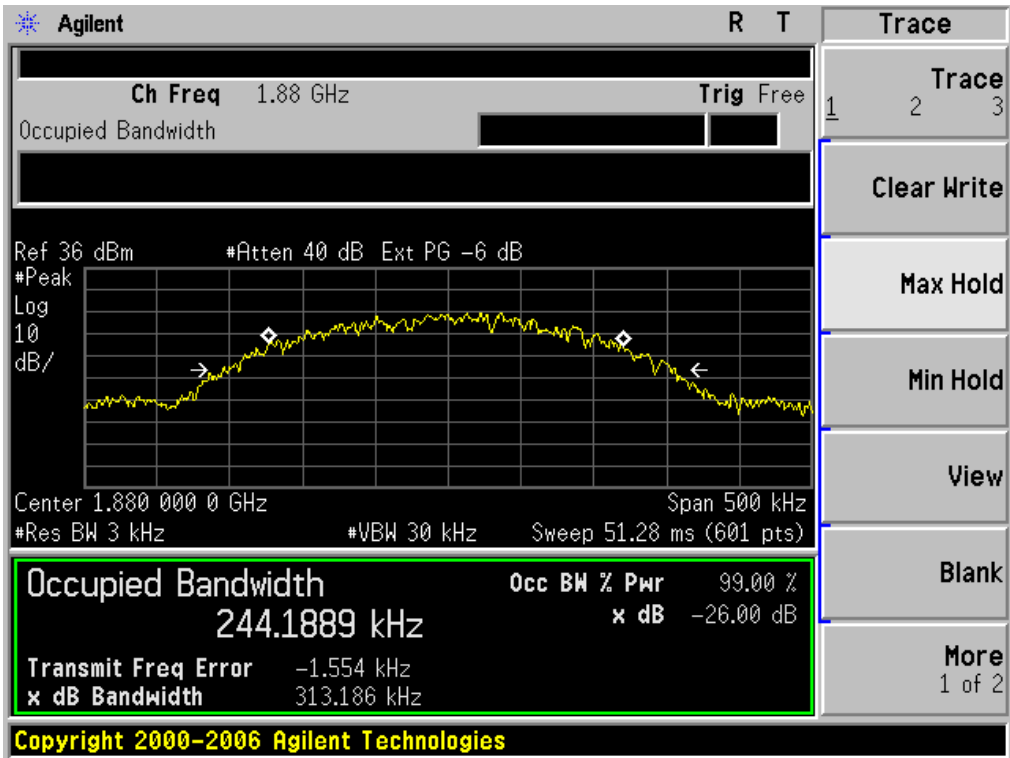 Agilent R T Trace
Ch Freq 1.88 GHz Trig Free
Occupied Bandwidth
Trace
1 2 3
Clear Write
Max Hold
Min Hold
View
Blank
More
1 of 2
Ref 36 dBm #Atten 40 dB Ext PG -6 dB
#Peak
Log
10
dB/
Center 1.880 000 0 GHz Span 500 kHz
#Res BW 3 kHz #VBW 30 kHz Sweep 51.28 ms (601 pts)
Occupied Bandwidth Occ BW % Pwr 99.00 %
244.1889 kHz x dB -26.00 dB
Transmit Freq Error -1.554 kHz
x dB Bandwidth 313.186 kHz
Copyright 2000-2006 Agilent Technologies